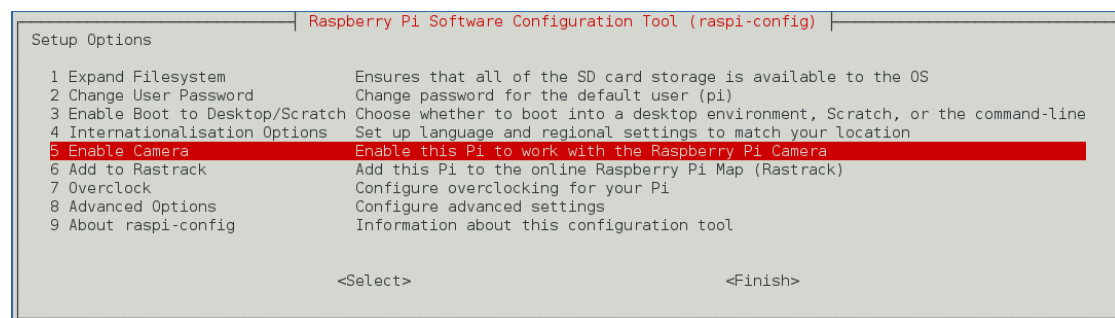 Raspberry Pi Software Configuration Tool (raspi-config)
Setup Options
1 Expand Filesystem Ensures that all of the SD card storage is available to the OS
2 Change User Password Change password for the default user (pi)
3 Enable Boot to Desktop/Scratch Choose whether to boot into a desktop environment, Scratch, or the command-line
4 Internationalisation Options Set up language and regional settings to match your location
5 Enable Camera Enable this Pi to work with the Raspberry Pi Camera
6 Add to Rastrack Add this Pi to the online Raspberry Pi Map (Rastrack)
7 Overclock Configure overclocking for your Pi
8 Advanced Options Configure advanced settings
9 About raspi-config Information about this configuration tool
<Select> <Finish>